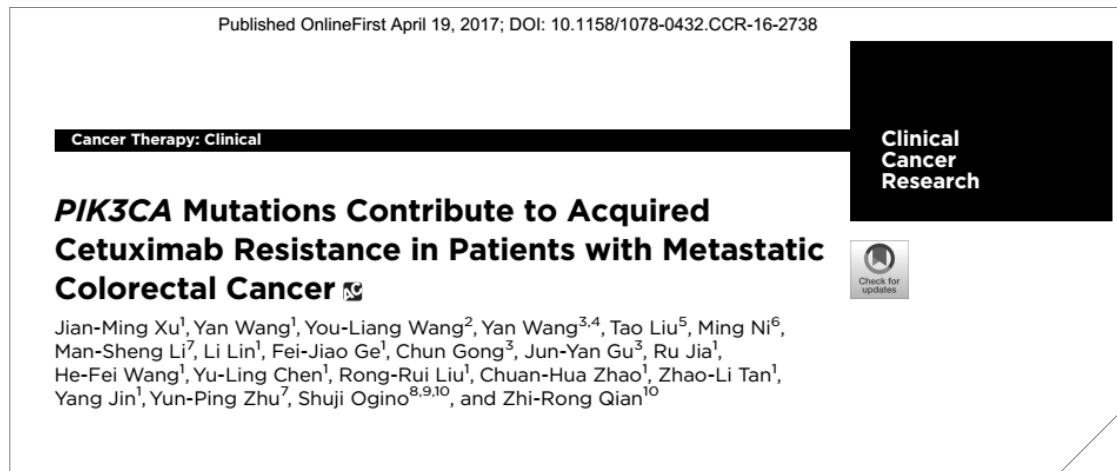 Published OnlineFirst April 19, 2017; DOI: 10.1158/1078-0432.CCR-16-2738
Cancer Therapy: Clinical
Clinical
Cancer
Research
PIK3CA Mutations Contribute to Acquired
Cetuximab Resistance in Patients with Metastatic
Colorectal Cancer AC
Check for
updates
Jian-Ming Xu1, Yan Wang1, You-Liang Wang2, Yan Wang3,4, Tao Liu5, Ming Ni6,
Man-Sheng Li7, Li Lin1, Fei-Jiao Ge1, Chun Gong3, Jun-Yan Gu3, Ru Jia1,
He-Fei Wang1, Yu-Ling Chen1, Rong-Rui Liu1, Chuan-Hua Zhao1, Zhao-Li Tan1,
Yang Jin1, Yun-Ping Zhu7, Shuji Ogino8,9,10, and Zhi-Rong Qian10